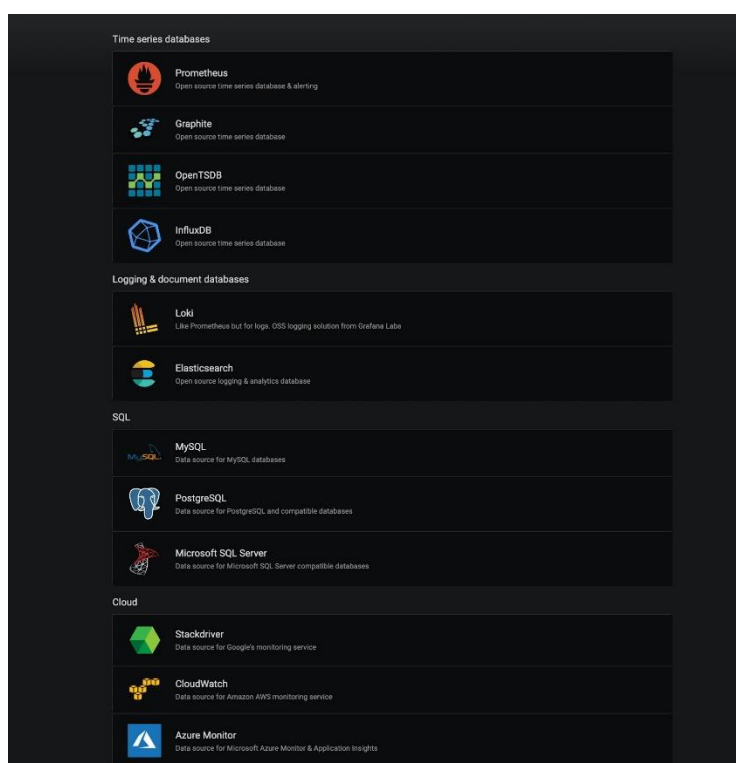 Time series databases
Prometheus
Open source time series database & alerting
Graphite
Open source time series database
OpenTSDB
Open source time series database
InfluxDB
Open source time series database
Logging & document databases
Loki
Like Prometheus but for logs. OSS logging solution from Grafana Labs
Elasticsearch
Open source logging & analytics database
SQL
MySQL
MySQL
Data source for MySQL databases
PostgreSQL
Data source for PostgreSQL and compatible databases
Microsoft SQL Server
Data source for Microsoft SQL Server compatible databases
Cloud
Stackdriver
Data source for Google's monitoring service
CloudWatch
Data source for Amazon AWS monitoring service
Azure Monitor
Data source for Microsoft Azure Monitor & Application Insights